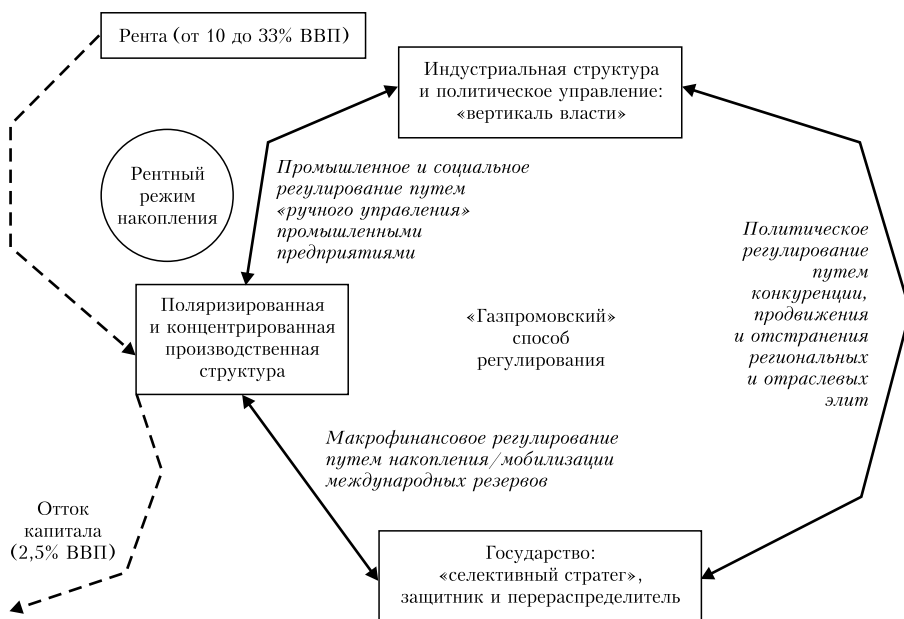 Рента (от 10 до 33% ВВП)
Индустриальная структура
и политическое управление:
«вертикаль власти»
Рентный
режим
накопления
Промышленное и социальное
регулирование путем
«ручного управления»
промышленными
предприятиями
Политическое
регулирование
путем
конкуренции,
продвижения
и отстранения
региональных
и отраслевых
элит
Поляризированная
и концентрированная
производственная
структура
«Газпромовский»
способ
регулирования
Макрофинансовое регулирование
путем накопления/мобилизации
международных резервов
Отток
капитала
(2,5% ВВП)
Государство:
«селективный стратег»,
защитник и перераспределитель